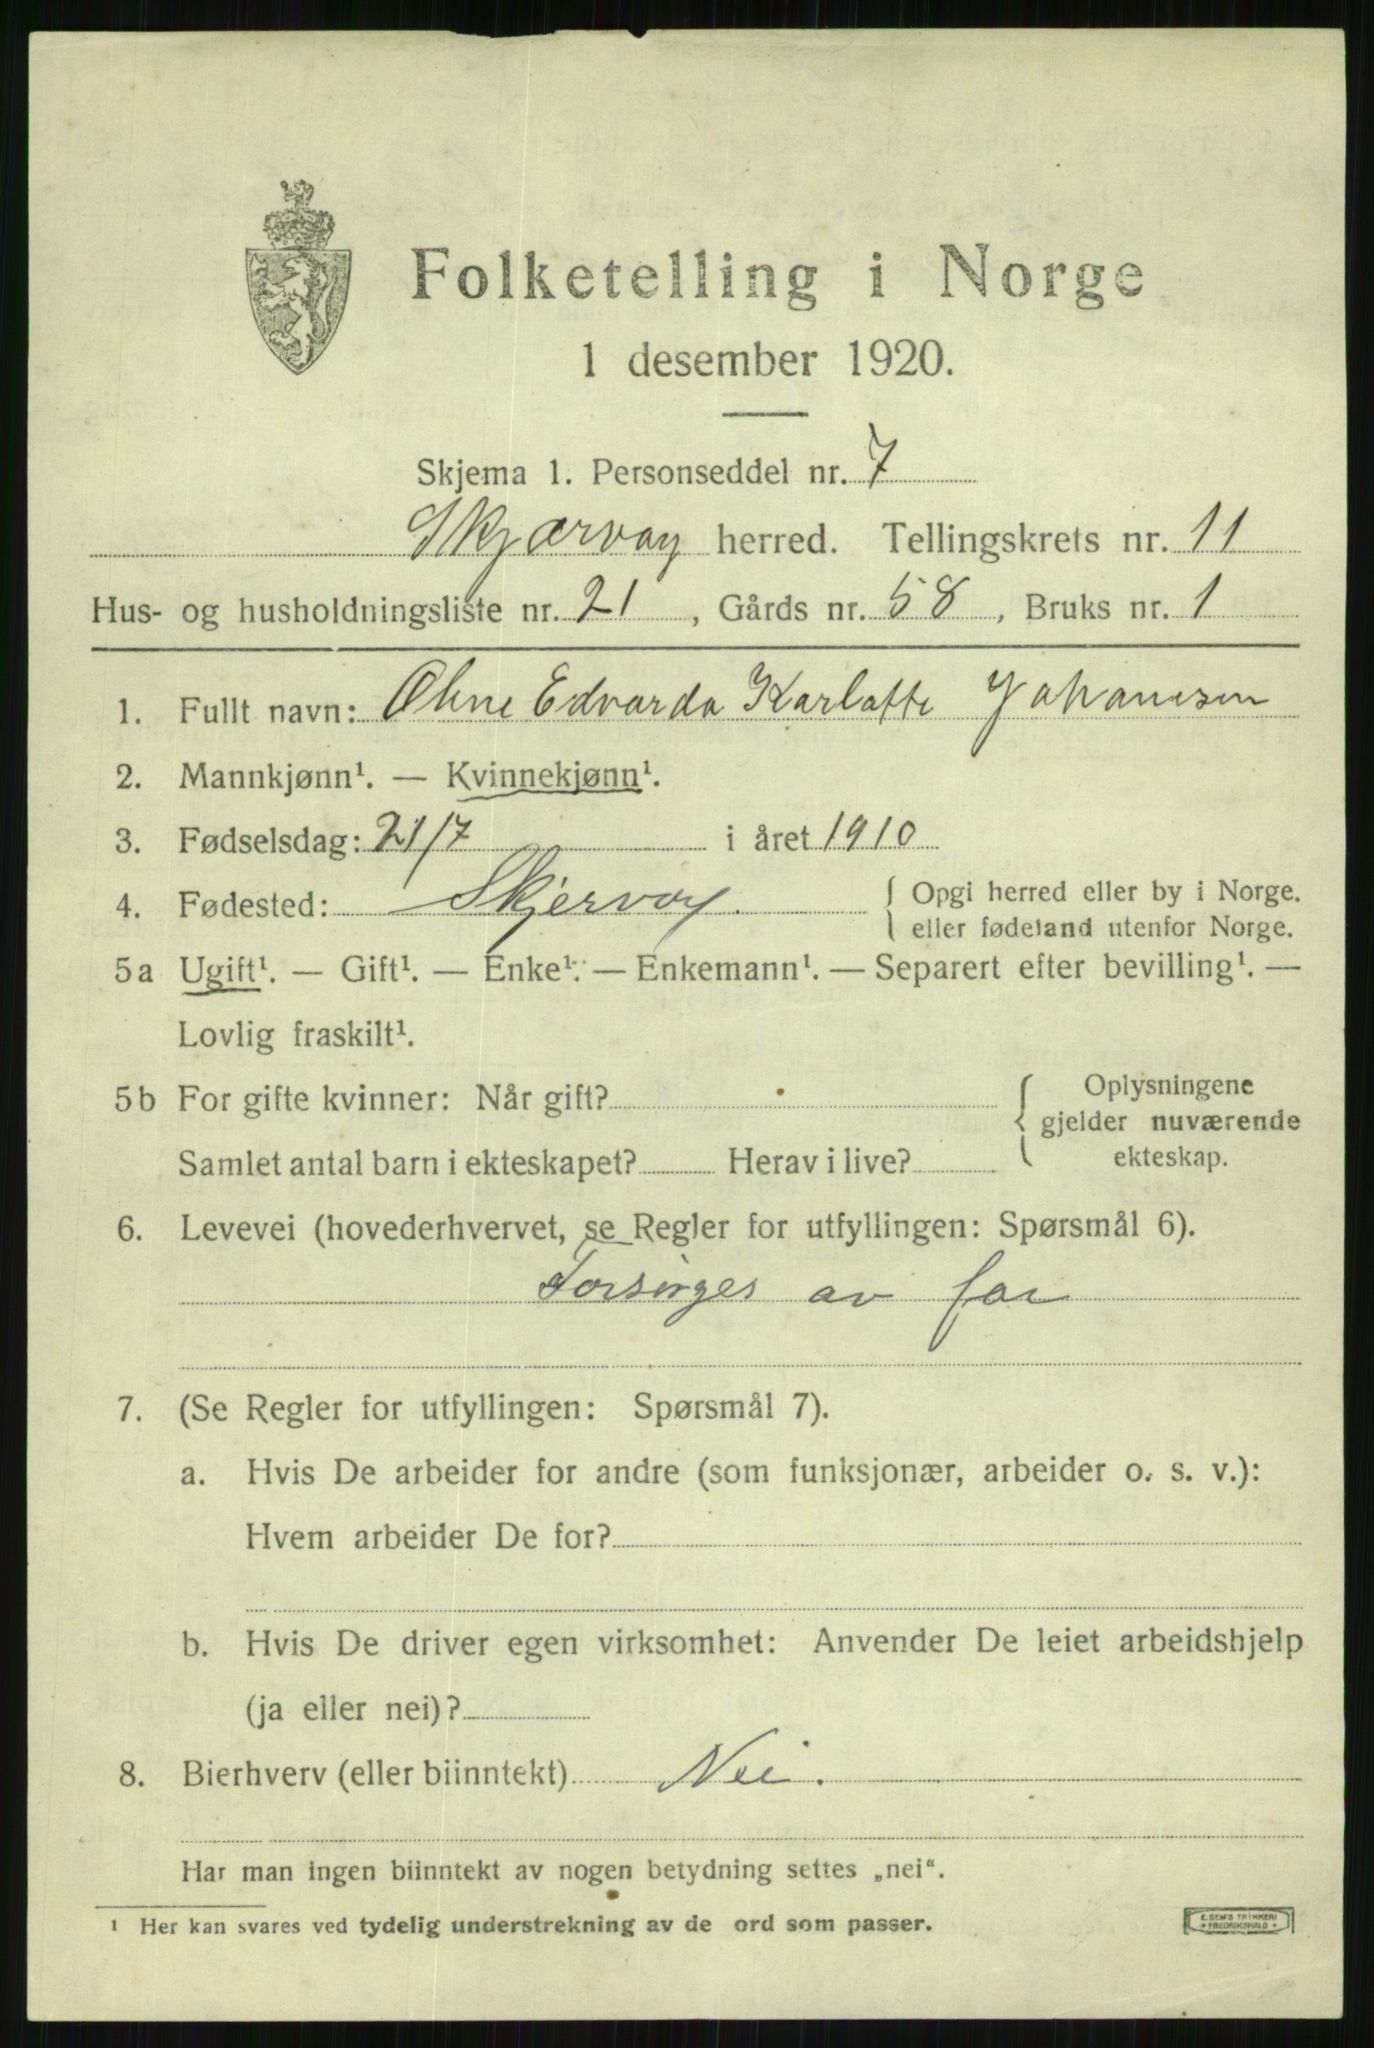 Folketelling i Norge
1 desember 1920.
Skjema 1. Personseddel nr. 7
Skjærvøy herred. Tellingskrets nr. 11
Hus- og husholdningsliste nr. 21, Gårds nr. 58, Bruks nr. 1
1. Fullt navn: Edvarda Karlotte Johansen
2. Mannkjønn¹. — Kvinnekjønn¹.
3. Fødselsdag: 21/7 i året 1910
4. Fødested: Skjervøy. { Opgi herred eller by i Norge.
eller fødeland utenfor Norge.
5a Ugift¹. — Gift¹. — Enke¹. — Enkemann¹. — Separert efter bevilling¹. —
Lovlig fraskilt¹.
5b For gifte kvinner: Når gift? { Oplysningene
gjelder nuværende
Samlet antal barn i ekteskapet? Herav i live? ekteskap.
6. Levevei (hovederhvervet, se Regler for utfyllingen: Spørsmål 6).
Forsørges av far
7. (Se Regler for utfyllingen: Spørsmål 7).
a. Hvis De arbeider for andre (som funksjonær, arbeider o. s. v.):
Hvem arbeider De for?
b. Hvis De driver egen virksomhet: Anvender De leiet arbeidshjelp
(ja eller nei)?
8. Bierhverv (eller biinntekt) Nei.
Har man ingen biinntekt av nogen betydning settes „nei“.
¹ Her kan svares ved tydelig understrekning av de ord som passer.
E. SEM'S TRYKKERI
* FREDRIKSHALD *